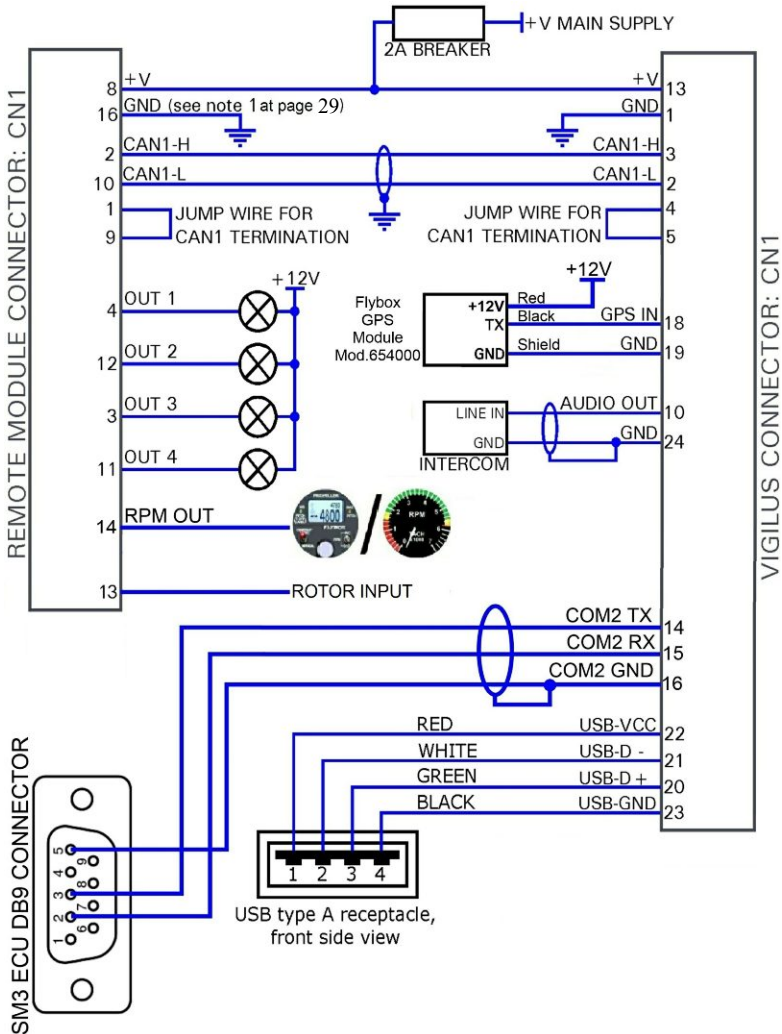 +V MAIN SUPPLY
2A BREAKER
REMOTE MODULE CONNECTOR: CN1
VIGILUS CONNECTOR: CN1
8 +V
+V 13
16 GND (see note 1 at page 29)
GND 1
2 CAN1-H
CAN1-H 3
10 CAN1-L
CAN1-L 2
1
9
JUMP WIRE FOR
CAN1 TERMINATION
JUMP WIRE FOR
CAN1 TERMINATION
4
5
+12V
4 OUT 1
12 OUT 2
3 OUT 3
11 OUT 4
+12V
Flybox
GPS
Module
Mod.654000
+12V
TX
GND
Red
Black
Shield
GPS IN 18
GND 19
LINE IN
GND
INTERCOM
AUDIO OUT 10
GND 24
14 RPM OUT
4800
RPM
13 ROTOR INPUT
COM2 TX 14
COM2 RX 15
COM2 GND 16
RED USB-VCC 22
WHITE USB-D - 21
GREEN USB-D + 20
BLACK USB-GND 23
1 2 3 4
USB type A receptacle,
front side view
SM3 ECU DB9 CONNECTOR
5
4
3
2
1
9
8
7
6